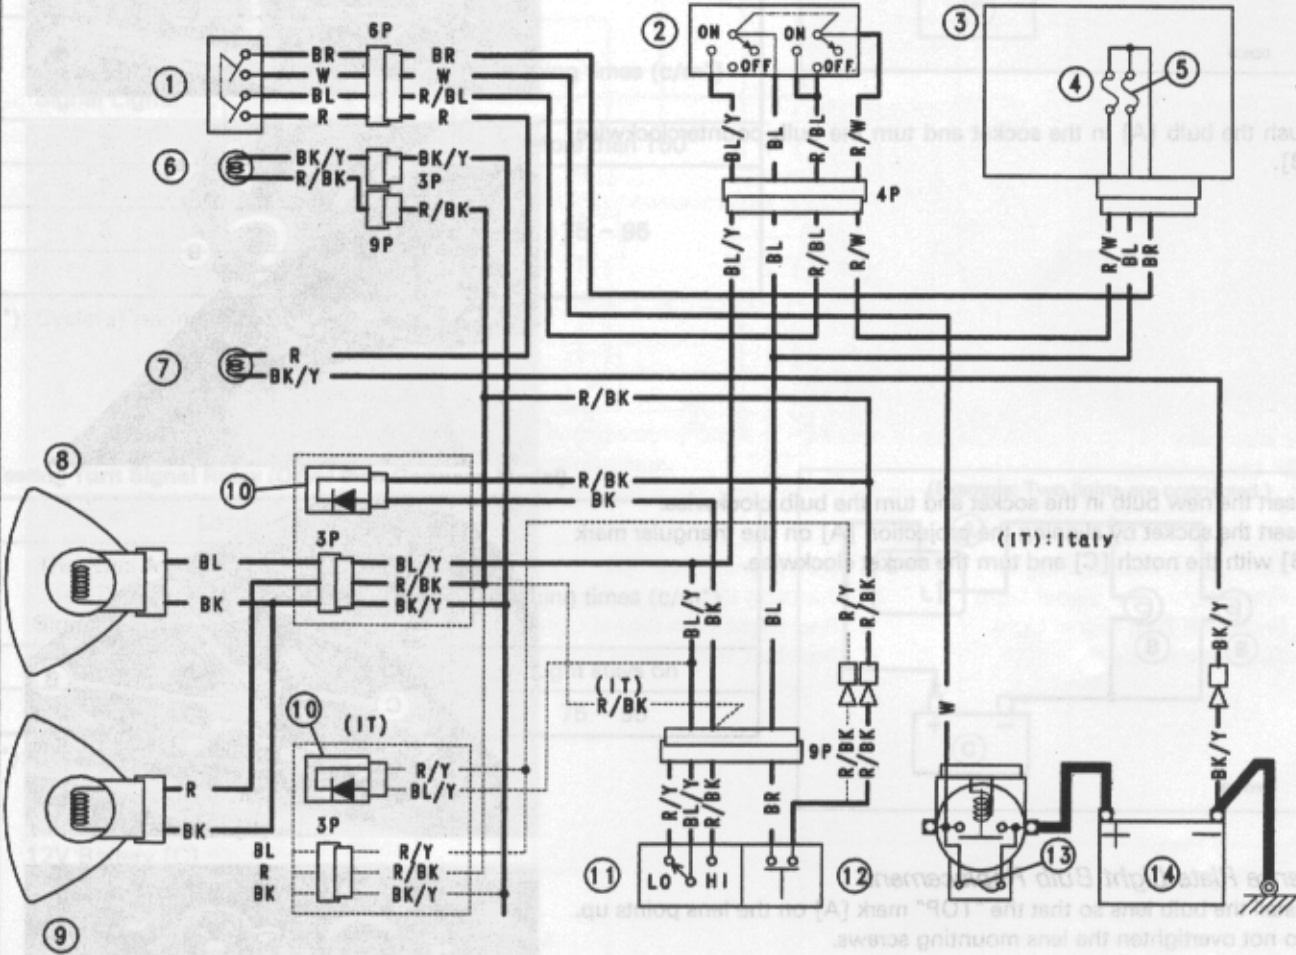 1
6P
BR BR
W W
BL R/BL
R R
6
BK/Y BK/Y
3P
R/BK R/BK
9P
2
ON ON
OFF OFF
BL/Y BL R/BL R/W
4P
BL/Y BL R/BL R/W
3
4 5
R/W BL BR
7
R
BK/Y
R/BK
8
10
R/BK
BK
3P
BL BL/Y
R/BK
BK BK/Y
(IT):Italy
BL/Y BK BL R/Y R/BK BK/Y
(IT)
R/BK
10 (IT)
R/Y
BL/Y
R
BK
3P
BL R/Y
R R/BK
BK BK/Y
9
9P
R/Y BL/Y R/BK BR R/BK R/BK
W
BK/Y
11 LO HI
12
13
+ −
14